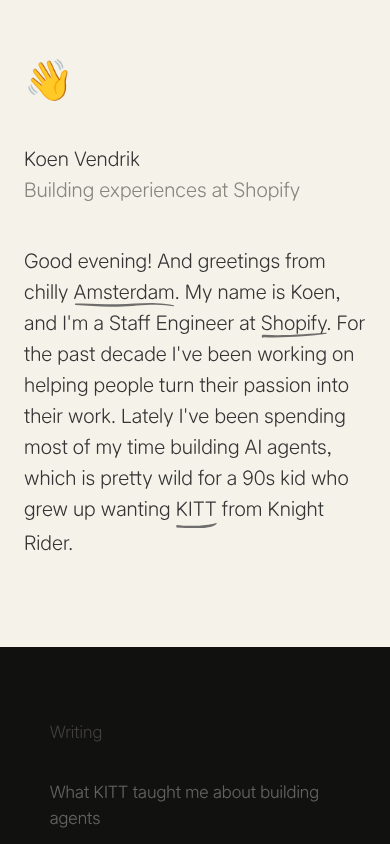 Koen Vendrik
Building experiences at Shopify
Good evening! And greetings from
chilly Amsterdam. My name is Koen,
and I'm a Staff Engineer at Shopify. For
the past decade I've been working on
helping people turn their passion into
their work. Lately I've been spending
most of my time building AI agents,
which is pretty wild for a 90s kid who
grew up wanting KITT from Knight
Rider.
Writing
What KITT taught me about building
agents